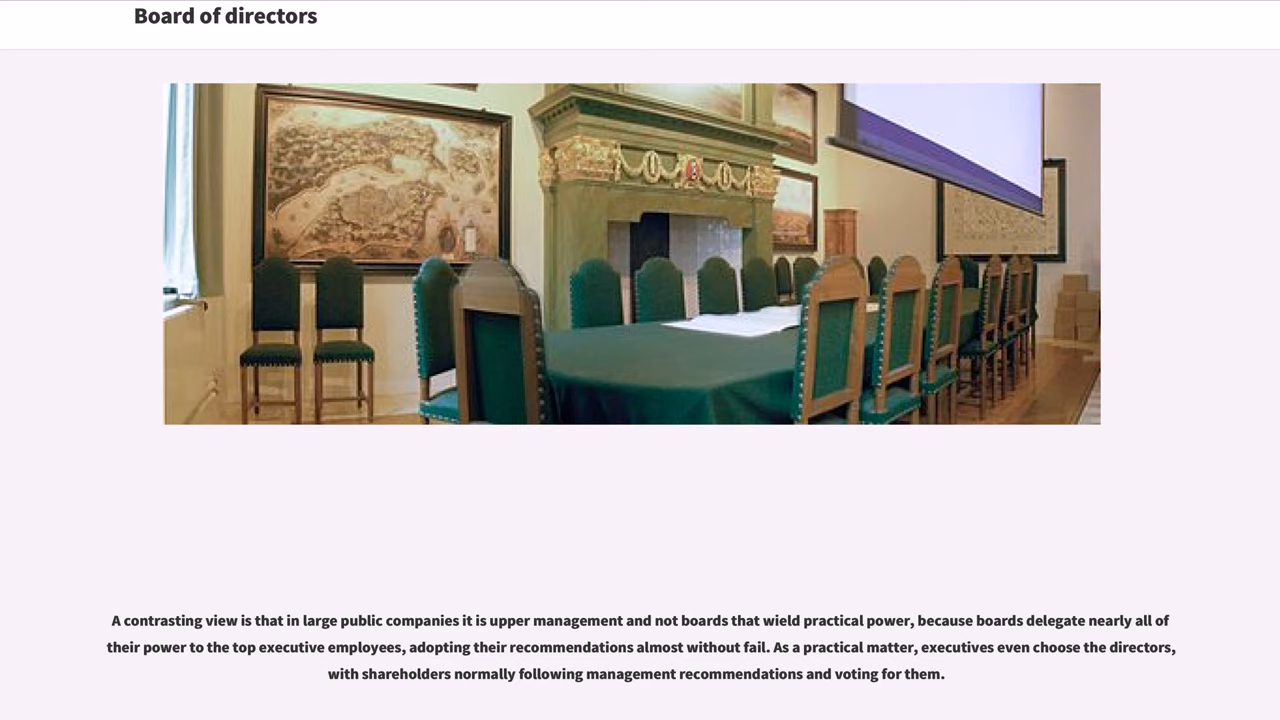 Board of directors
A contrasting view is that in large public companies it is upper management and not boards that wield practical power, because boards delegate nearly all of
their power to the top executive employees, adopting their recommendations almost without fail. As a practical matter, executives even choose the directors,
with shareholders normally following management recommendations and voting for them.